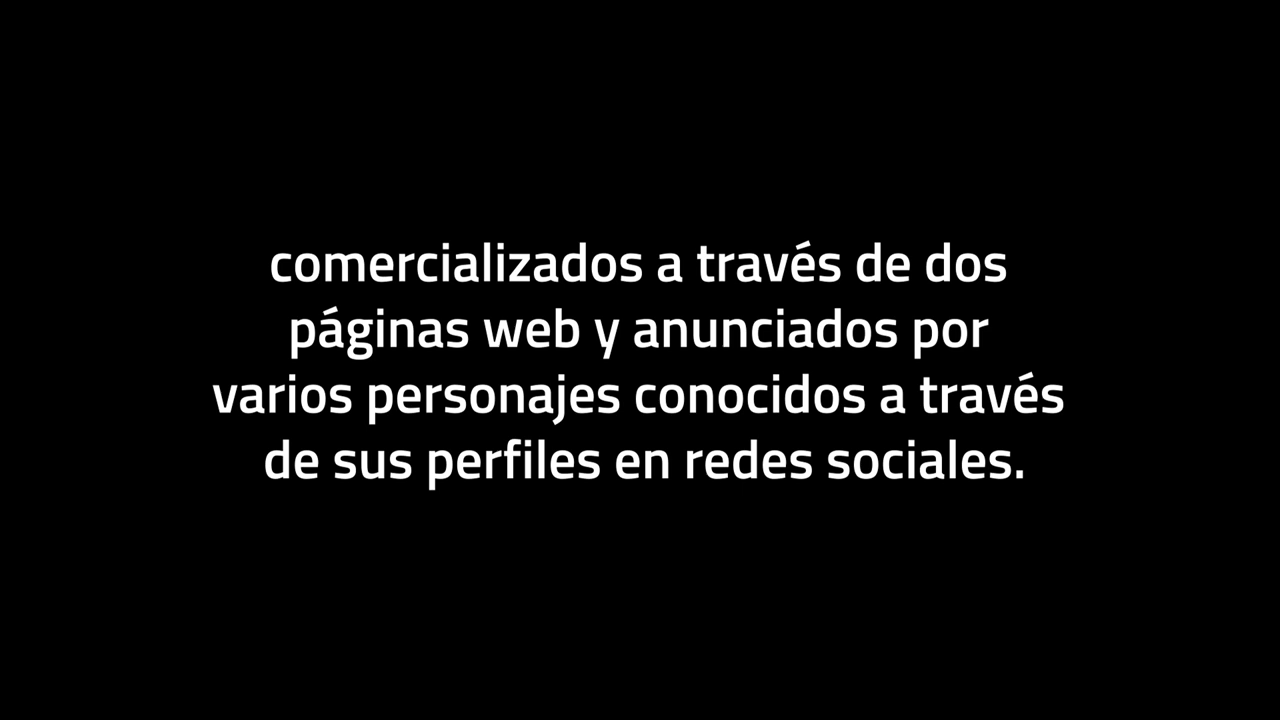 comercializados a través de dos
páginas web y anunciados por
varios personajes conocidos a través
de sus perfiles en redes sociales.